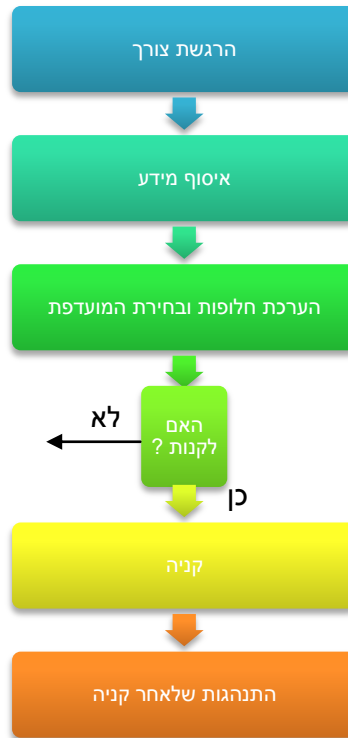 הרגשת צורך
איסוף מידע
הערכת חלופות ובחירת המועדפת
האם
לקנות ?
לא
כן
קניה
התנהגות שלאחר קניה